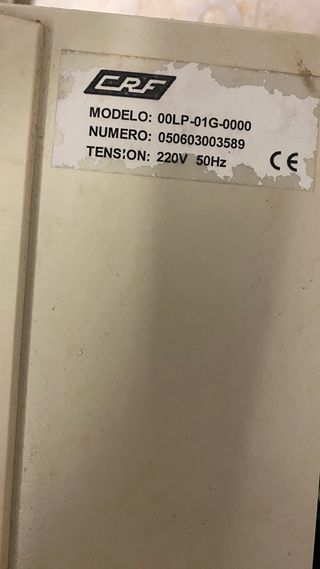 CRF
MODELO: 00LP-01G-0000
NUMERO: 050603003589
TENSION: 220V 50Hz CE